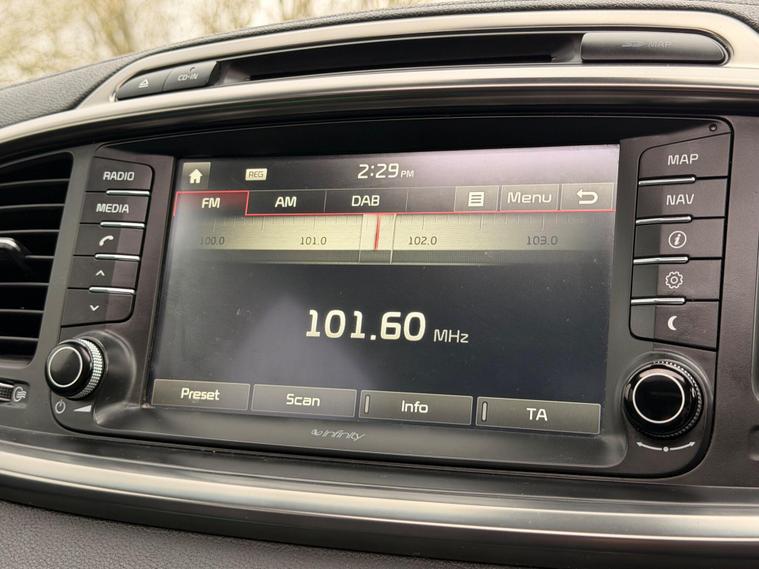 CD-IN
MAP
RADIO
MEDIA
REG
2:29 PM
FM AM DAB Menu
100.0 101.0 102.0 103.0
101.60 MHz
Preset Scan Info TA
infinity
MAP
NAV